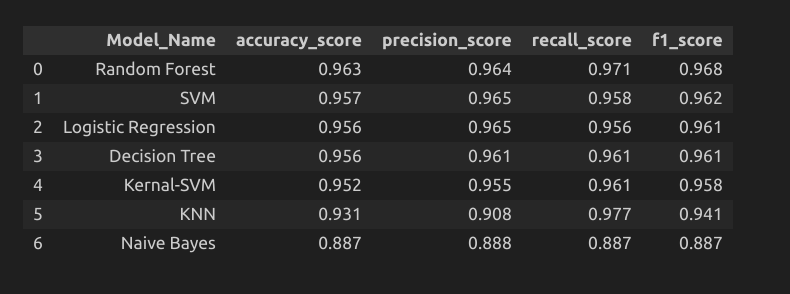 Model_Name accuracy_score precision_score recall_score f1_score
0 Random Forest 0.963 0.964 0.971 0.968
1 SVM 0.957 0.965 0.958 0.962
2 Logistic Regression 0.956 0.965 0.956 0.961
3 Decision Tree 0.956 0.961 0.961 0.961
4 Kernal-SVM 0.952 0.955 0.961 0.958
5 KNN 0.931 0.908 0.977 0.941
6 Naive Bayes 0.887 0.888 0.887 0.887